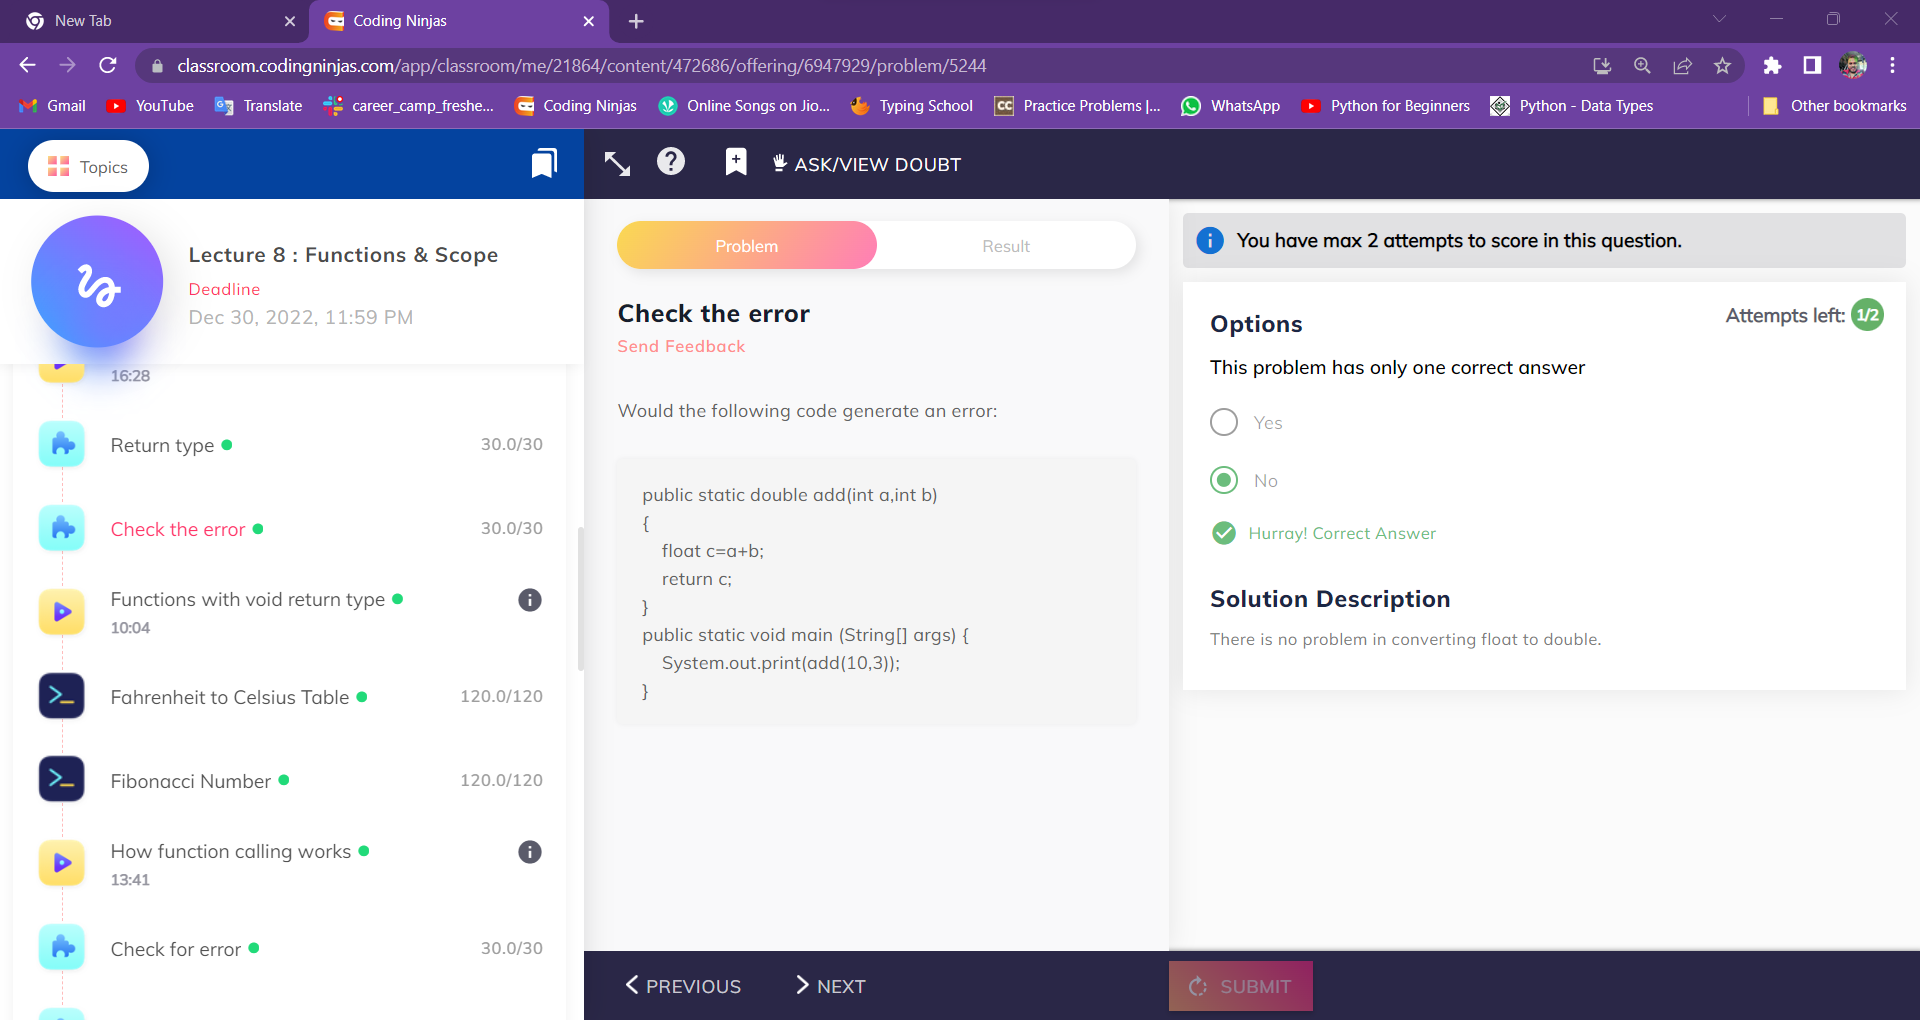 New Tab
Coding Ninjas
classroom.codingninjas.com/app/classroom/me/21864/content/472686/offering/6947929/problem/5244
Gmail
YouTube
Translate
career_camp_freshe...
Coding Ninjas
Online Songs on Jio...
Typing School
CC
Practice Problems |...
WhatsApp
Python for Beginners
Python - Data Types
Other bookmarks
Topics
ASK/VIEW DOUBT
Lecture 8 : Functions & Scope
Deadline
Dec 30, 2022, 11:59 PM
16:28
Return type
30.0/30
Check the error
30.0/30
Functions with void return type
10:04
Fahrenheit to Celsius Table
120.0/120
Fibonacci Number
120.0/120
How function calling works
13:41
Check for error
30.0/30
Problem
Result
Check the error
Send Feedback
Would the following code generate an error:
public static double add(int a,int b)
{
float c=a+b;
return c;
}
public static void main (String[] args) {
System.out.print(add(10,3));
}
PREVIOUS
NEXT
You have max 2 attempts to score in this question.
Options
Attempts left: 1/2
This problem has only one correct answer
Yes
No
Hurray! Correct Answer
Solution Description
There is no problem in converting float to double.
SUBMIT